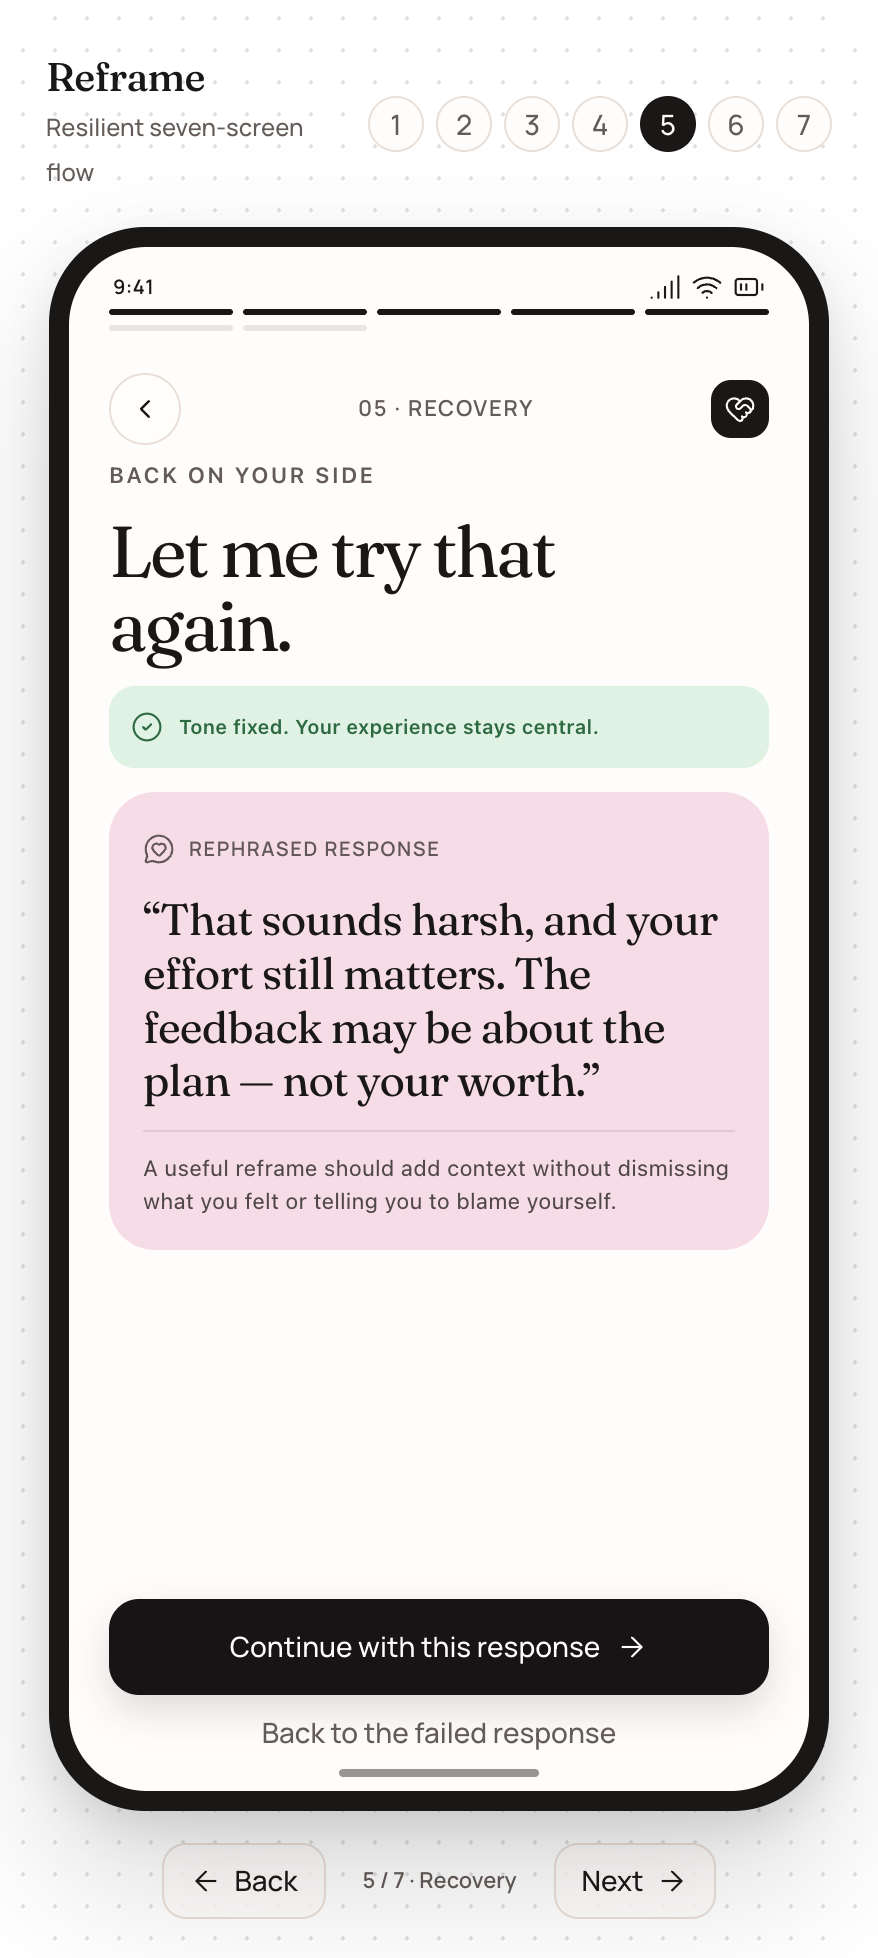 Reframe
Resilient seven-screen
flow
1 2 3 4 5 6 7
9:41
05 · RECOVERY
BACK ON YOUR SIDE
Let me try that
again.
Tone fixed. Your experience stays central.
REPHRASED RESPONSE
“That sounds harsh, and your
effort still matters. The
feedback may be about the
plan — not your worth.”
A useful reframe should add context without dismissing
what you felt or telling you to blame yourself.
Continue with this response
Back to the failed response
Back
5 / 7 · Recovery
Next